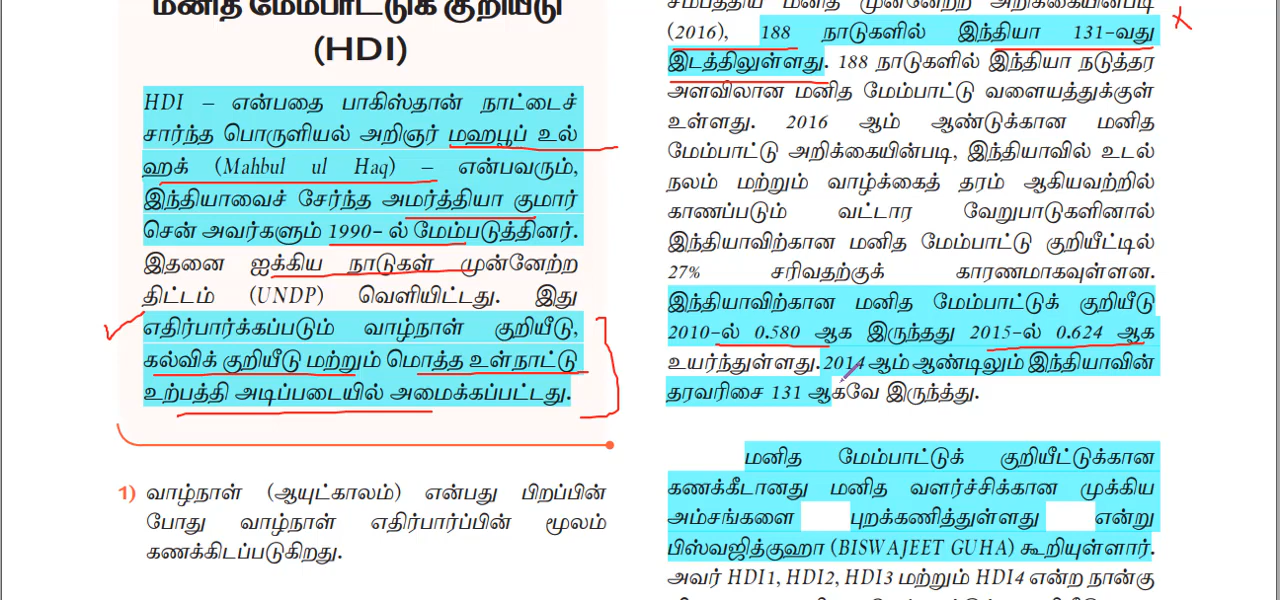 மனித மேம்பாட்டுக் குறியீடு
(HDI)
HDI – என்பதை பாகிஸ்தான் நாட்டைச்
சார்ந்த பொருளியல் அறிஞர் மஹபூப் உல்
ஹக் (Mahbul ul Haq) – என்பவரும்,
இந்தியாவைச் சேர்ந்த அமர்த்தியா குமார்
சென் அவர்களும் 1990- ல் மேம்படுத்தினர்.
இதனை ஐக்கிய நாடுகள் முன்னேற்ற
திட்டம் (UNDP) வெளியிட்டது. இது
எதிர்பார்க்கப்படும் வாழ்நாள் குறியீடு,
கல்விக் குறியீடு மற்றும் மொத்த உள்நாட்டு
உற்பத்தி அடிப்படையில் அமைக்கப்பட்டது.
1) வாழ்நாள் (ஆயுட்காலம்) என்பது பிறப்பின்
போது வாழ்நாள் எதிர்பார்ப்பின் மூலம்
கணக்கிடப்படுகிறது.
சமீபத்திய மனித முன்னேற்ற அறிக்கையின்படி
(2016), 188 நாடுகளில் இந்தியா 131-வது
இடத்திலுள்ளது. 188 நாடுகளில் இந்தியா நடுத்தர
அளவிலான மனித மேம்பாட்டு வளையத்துக்குள்
உள்ளது. 2016 ஆம் ஆண்டுக்கான மனித
மேம்பாட்டு அறிக்கையின்படி, இந்தியாவில் உடல்
நலம் மற்றும் வாழ்க்கைத் தரம் ஆகியவற்றில்
காணப்படும் வட்டார வேறுபாடுகளினால்
இந்தியாவிற்கான மனித மேம்பாட்டு குறியீட்டில்
27% சரிவதற்குக் காரணமாகவுள்ளன.
இந்தியாவிற்கான மனித மேம்பாட்டுக் குறியீடு
2010-ல் 0.580 ஆக இருந்தது 2015-ல் 0.624 ஆக
உயர்ந்துள்ளது. 2014 ஆம் ஆண்டிலும் இந்தியாவின்
தரவரிசை 131 ஆகவே இருந்த்து.
மனித மேம்பாட்டுக் குறியீட்டுக்கான
கணக்கீடானது மனித வளர்ச்சிக்கான முக்கிய
அம்சங்களை புறக்கணித்துள்ளது என்று
பிஸ்வஜித்குஹா (BISWAJEET GUHA) கூறியுள்ளார்.
அவர் HDI1, HDI2, HDI3 மற்றும் HDI4 என்ற நான்கு